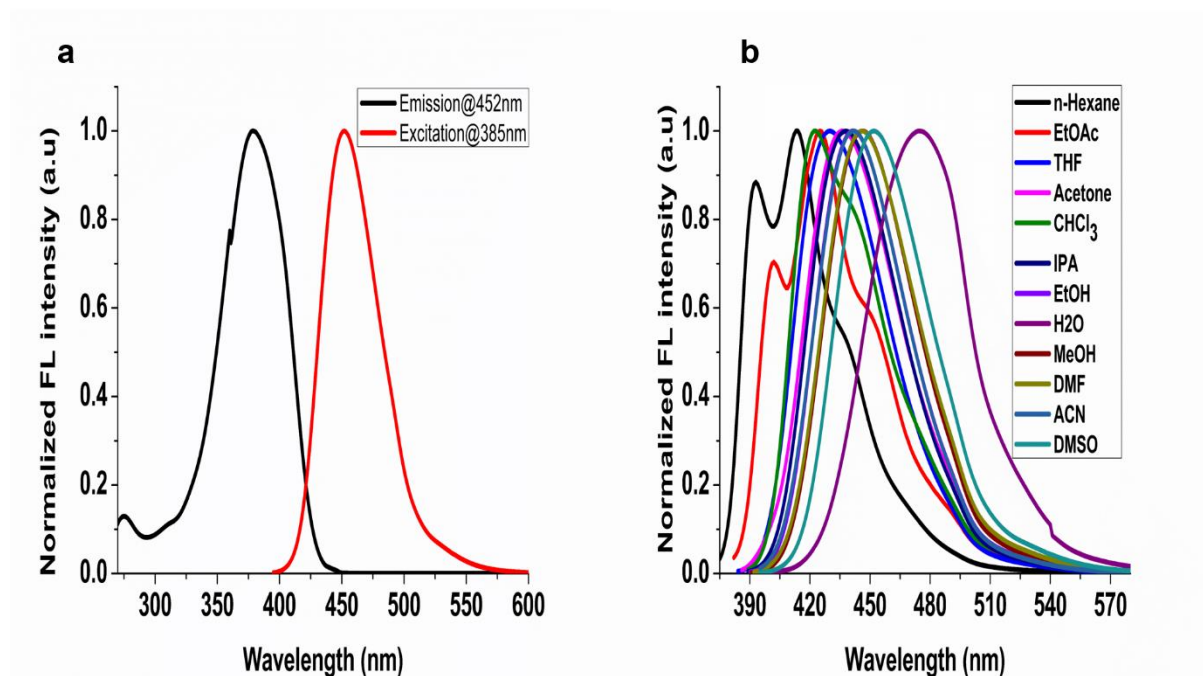 a
Emission@452nm
Excitation@385nm
Normalized FL intensity (a.u)
1.0
0.8
0.6
0.4
0.2
0.0
300 350 400 450 500 550 600
Wavelength (nm)
b
n-Hexane
EtOAc
THF
Acetone
CHCl3
IPA
EtOH
H2O
MeOH
DMF
ACN
DMSO
Normalized FL intensity (a.u)
1.0
0.8
0.6
0.4
0.2
0.0
390 420 450 480 510 540 570
Wavelength (nm)